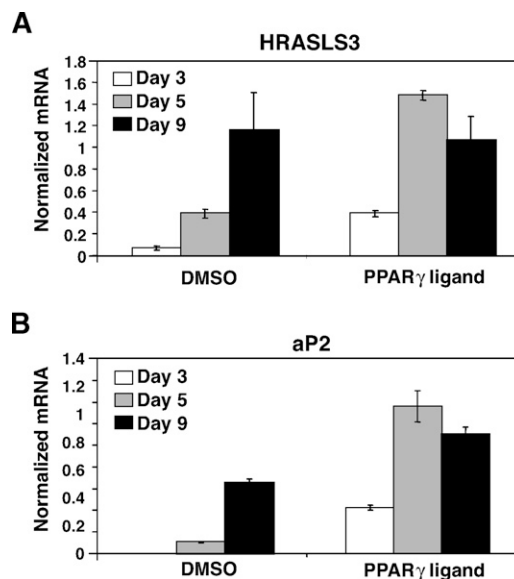 A
HRASLS3
Normalized mRNA
1.8
1.6
1.4
1.2
1
0.8
0.6
0.4
0.2
0
Day 3
Day 5
Day 9
DMSO
PPARγ ligand
B
aP2
Normalized mRNA
1.4
1.2
1
0.8
0.6
0.4
0.2
0
Day 3
Day 5
Day 9
DMSO
PPARγ ligand